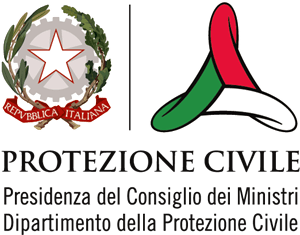 REPVBBLICA ITALIANA
PROTEZIONE CIVILE
Presidenza del Consiglio dei Ministri
Dipartimento della Protezione Civile